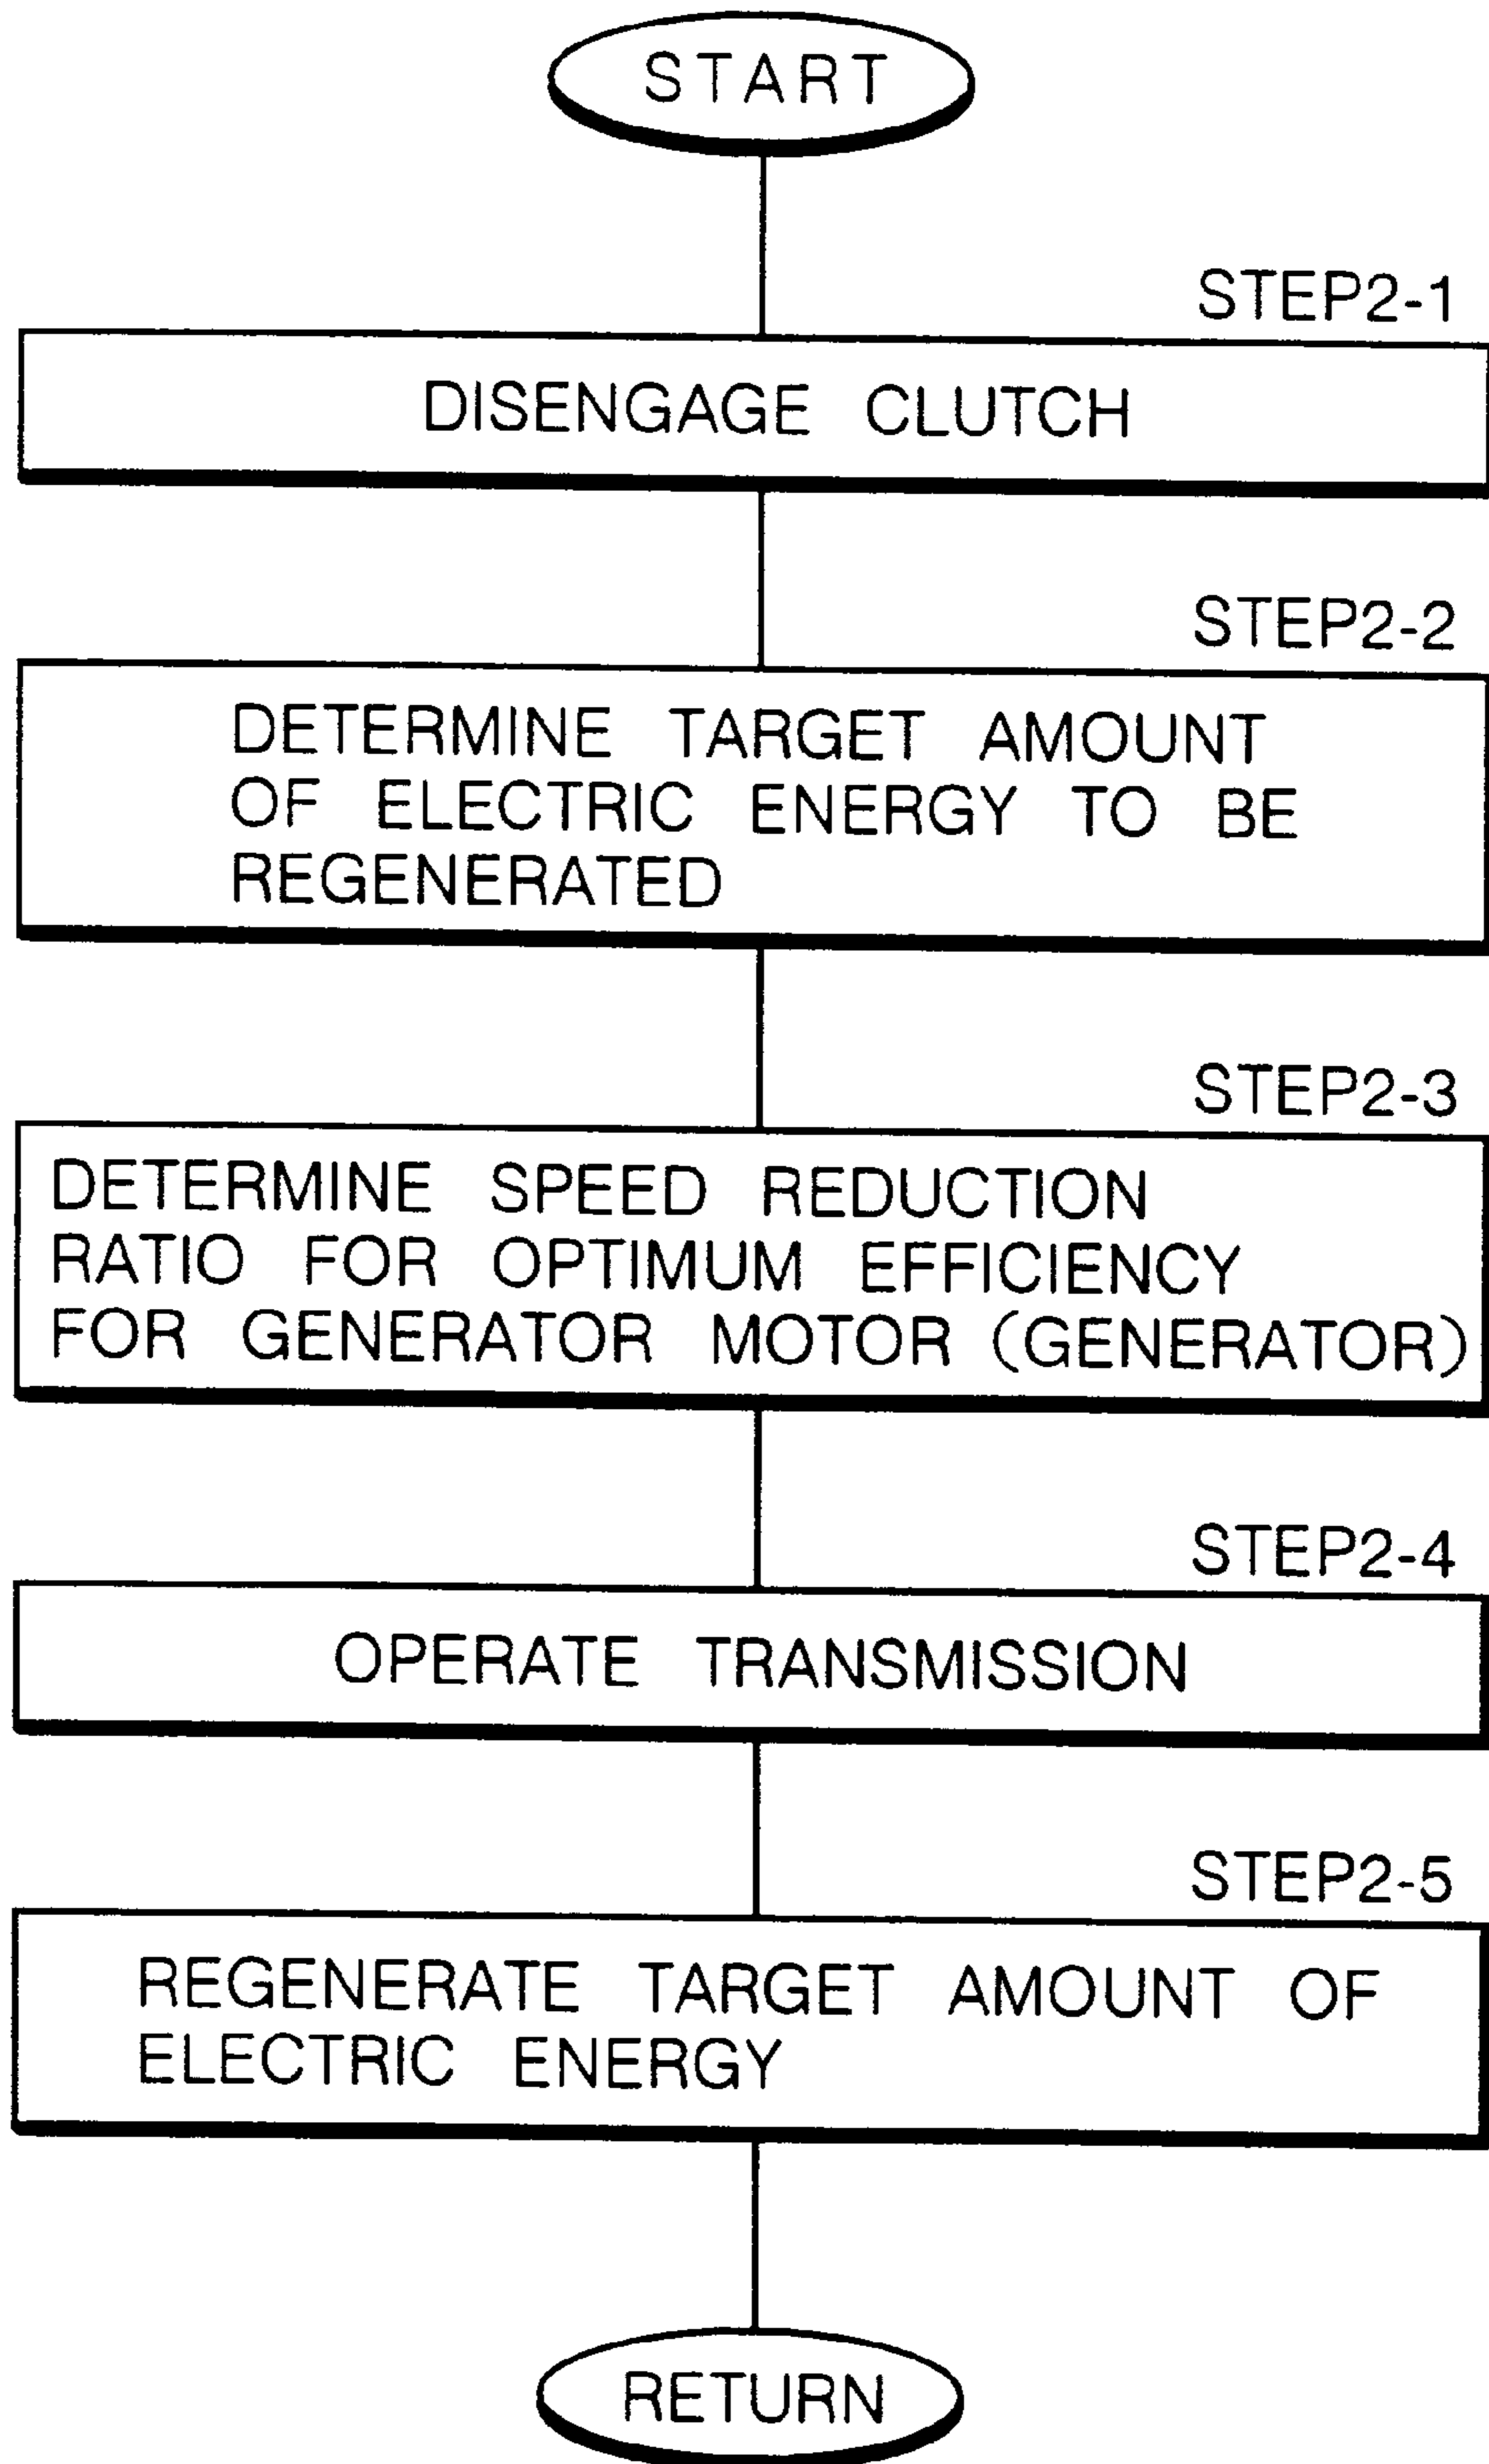 START
STEP2-1
DISENGAGE CLUTCH
STEP2-2
DETERMINE TARGET AMOUNT
OF ELECTRIC ENERGY TO BE
REGENERATED
STEP2-3
DETERMINE SPEED REDUCTION
RATIO FOR OPTIMUM EFFICIENCY
FOR GENERATOR MOTOR (GENERATOR)
STEP2-4
OPERATE TRANSMISSION
STEP2-5
REGENERATE TARGET AMOUNT OF
ELECTRIC ENERGY
RETURN